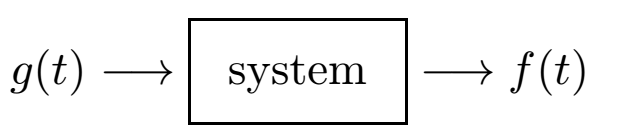 g(t) ⟶ system ⟶ f(t)